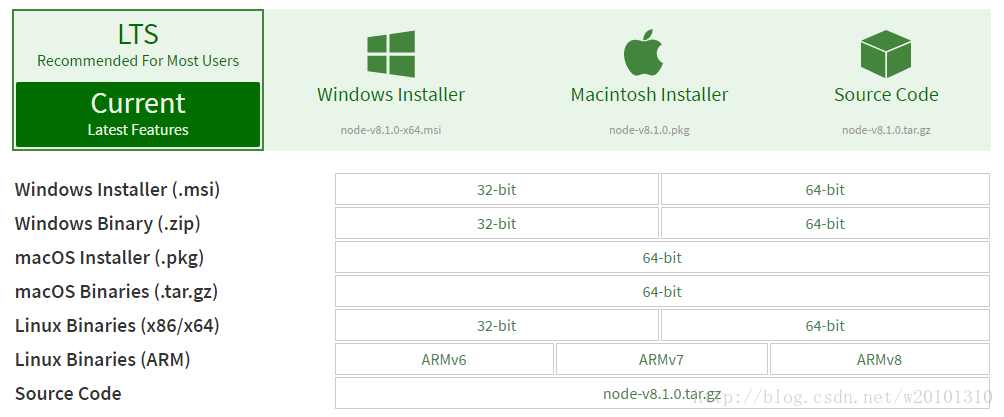 LTS
Recommended For Most Users
Current
Latest Features
Windows Installer
node-v8.1.0-x64.msi
Macintosh Installer
node-v8.1.0.pkg
Source Code
node-v8.1.0.tar.gz
Windows Installer (.msi) 32-bit 64-bit
Windows Binary (.zip) 32-bit 64-bit
macOS Installer (.pkg) 64-bit
macOS Binaries (.tar.gz) 64-bit
Linux Binaries (x86/x64) 32-bit 64-bit
Linux Binaries (ARM) ARMv6 ARMv7 ARMv8
Source Code node-v8.1.0.tar.gz
http://blog.csdn.net/w20101310